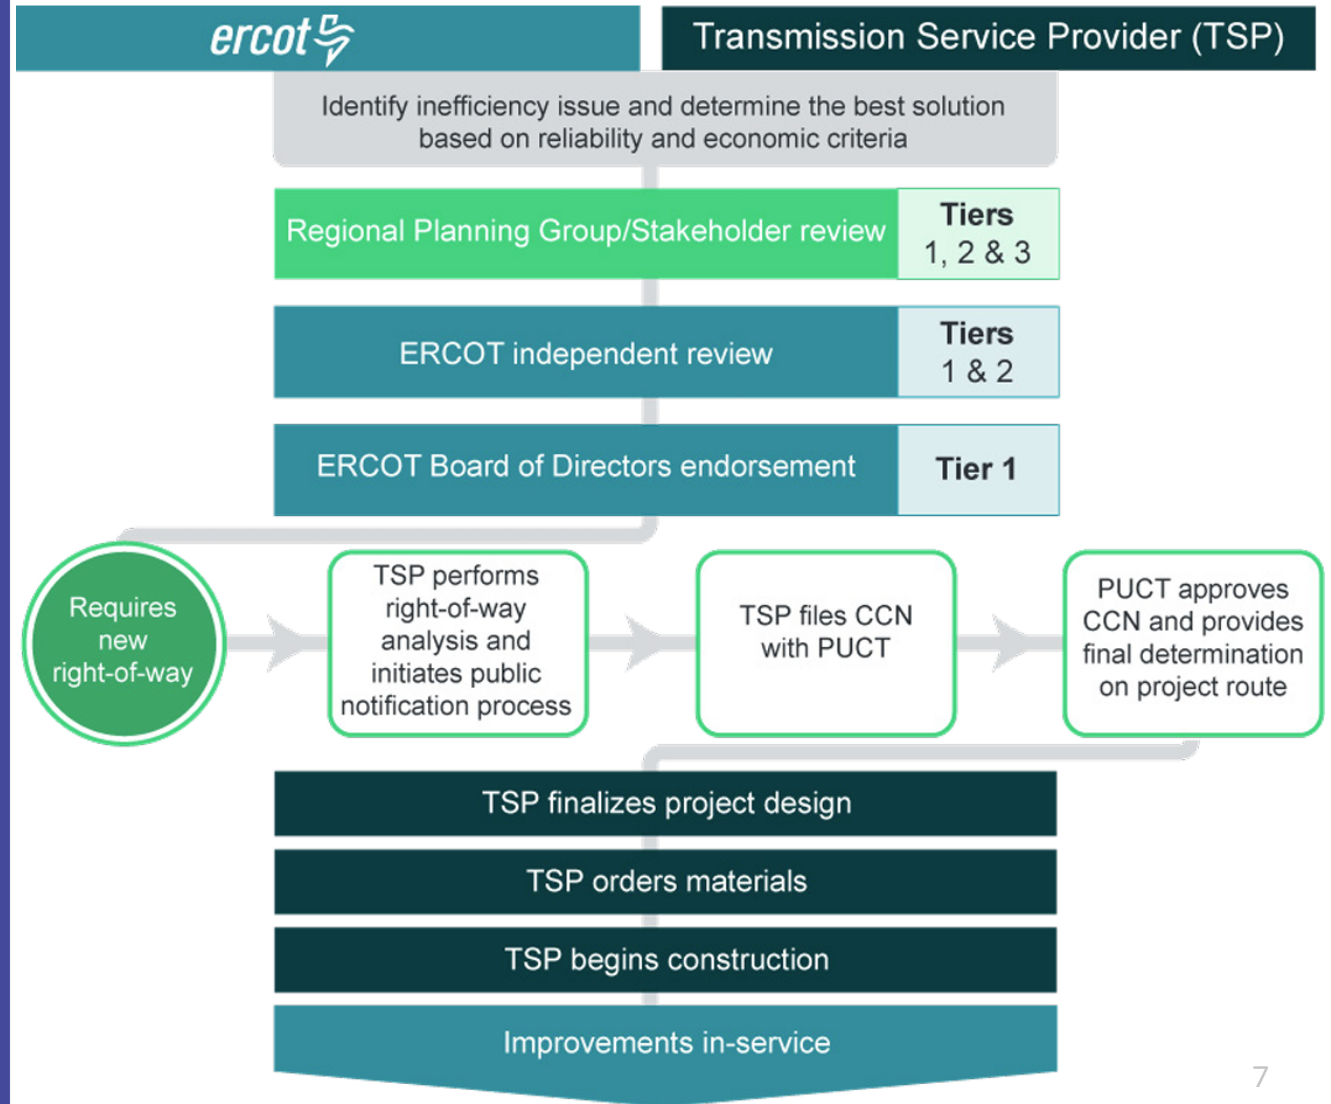 ercot
Transmission Service Provider (TSP)
Identify inefficiency issue and determine the best solution
based on reliability and economic criteria
Regional Planning Group/Stakeholder review
Tiers
1, 2 & 3
ERCOT independent review
Tiers
1 & 2
ERCOT Board of Directors endorsement
Tier 1
Requires
new
right-of-way
TSP performs
right-of-way
analysis and
initiates public
notification process
TSP files CCN
with PUCT
PUCT approves
CCN and provides
final determination
on project route
TSP finalizes project design
TSP orders materials
TSP begins construction
Improvements in-service
7